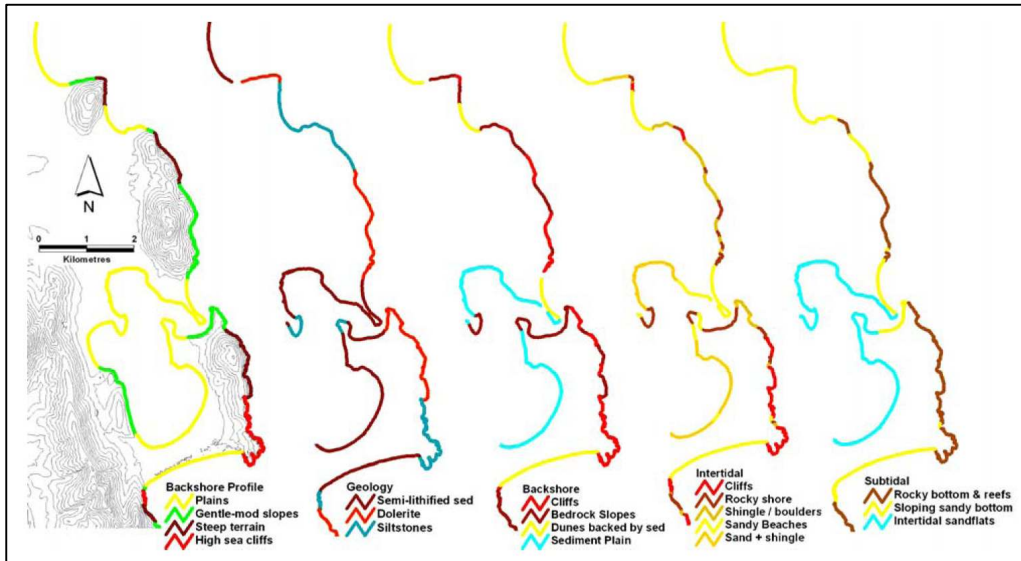 N
0 1 2
Kilometres
Backshore Profile
Plains
Gentle-mod slopes
Steep terrain
High sea cliffs
Geology
Semi-lithified sed
Dolerite
Siltstones
Backshore
Cliffs
Bedrock Slopes
Dunes backed by sed
Sediment Plain
Intertidal
Cliffs
Rocky shore
Shingle / boulders
Sandy Beaches
Sand + shingle
Subtidal
Rocky bottom & reefs
Sloping sandy bottom
Intertidal sandflats